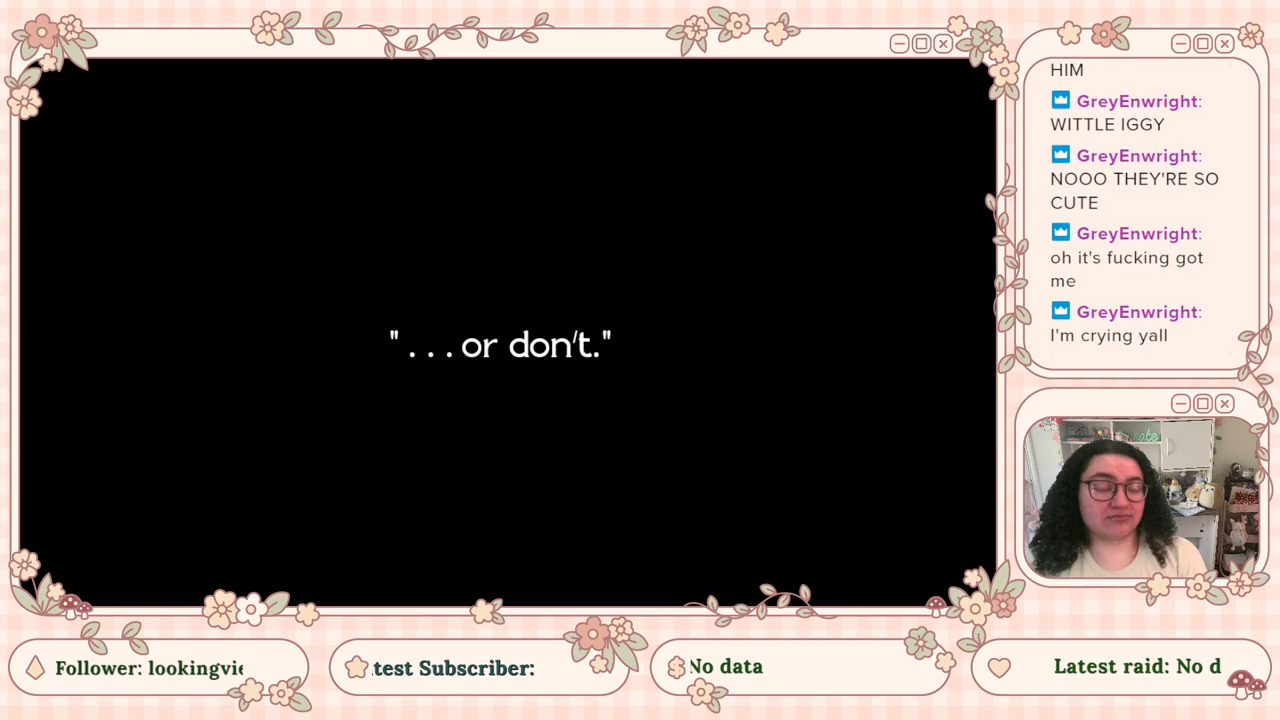 HIM
GreyEnwright:
WITTLE IGGY
GreyEnwright:
NOOO THEY'RE SO
CUTE
GreyEnwright:
oh it's fucking got
me
GreyEnwright:
I'm crying yall
" . . . or don't."
create
Follower: lookingvie
test Subscriber:
No data
Latest raid: No d